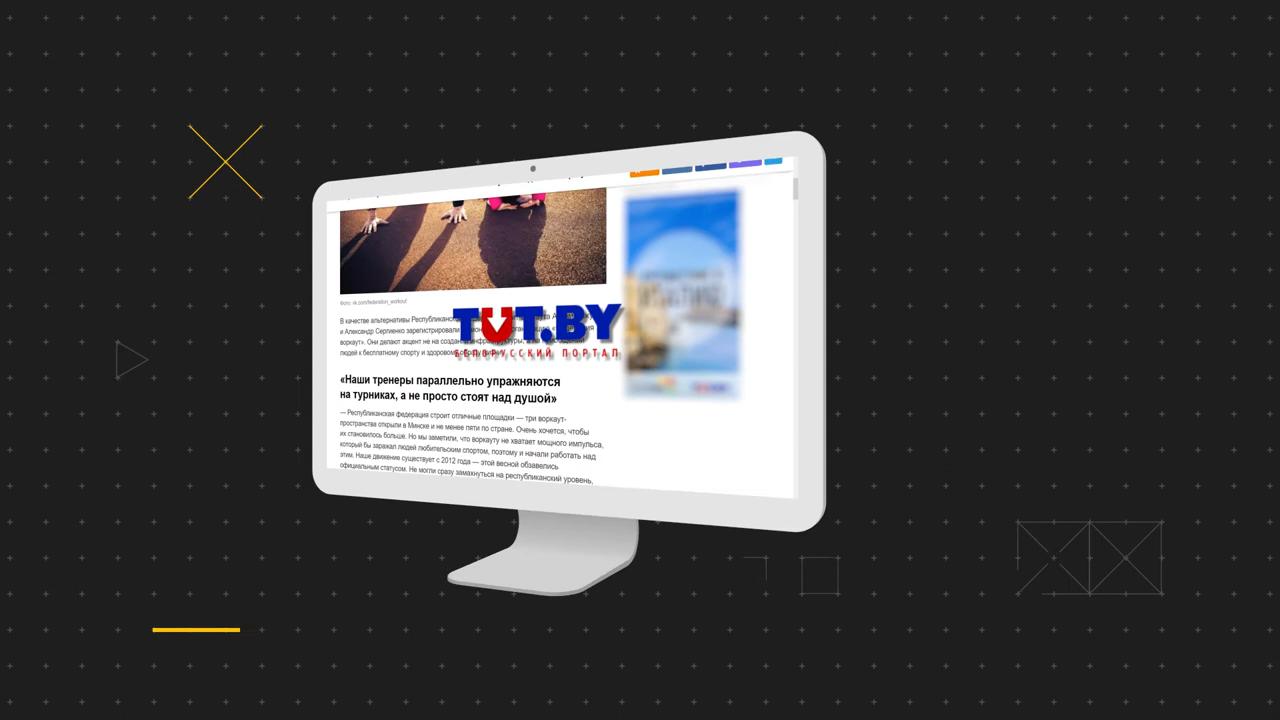 Фото: vk.com/federation_workout
В качестве альтернативы
и Александр Сергиенко зарегистрировали
воркаут». Они делают акцент не на
людей к бесплатному спорту и
TUT.BY
БЕЛОРУССКИЙ ПОРТАЛ
«Наши тренеры параллельно упражняются
на турниках, а не просто стоят над душой»
— Республиканская федерация строит отличные площадки — три воркаут-
пространства открыли в Минске и не менее пяти по стране. Очень хочется, чтобы
их становилось больше. Но мы заметили, что воркауту не хватает мощного импульса,
который бы заражал людей любительским спортом, поэтому и начали работать над
этим. Наше движение существует с 2012 года — этой весной обзавелись
официальным статусом. Не могли сразу замахнуться на республиканский уровень,